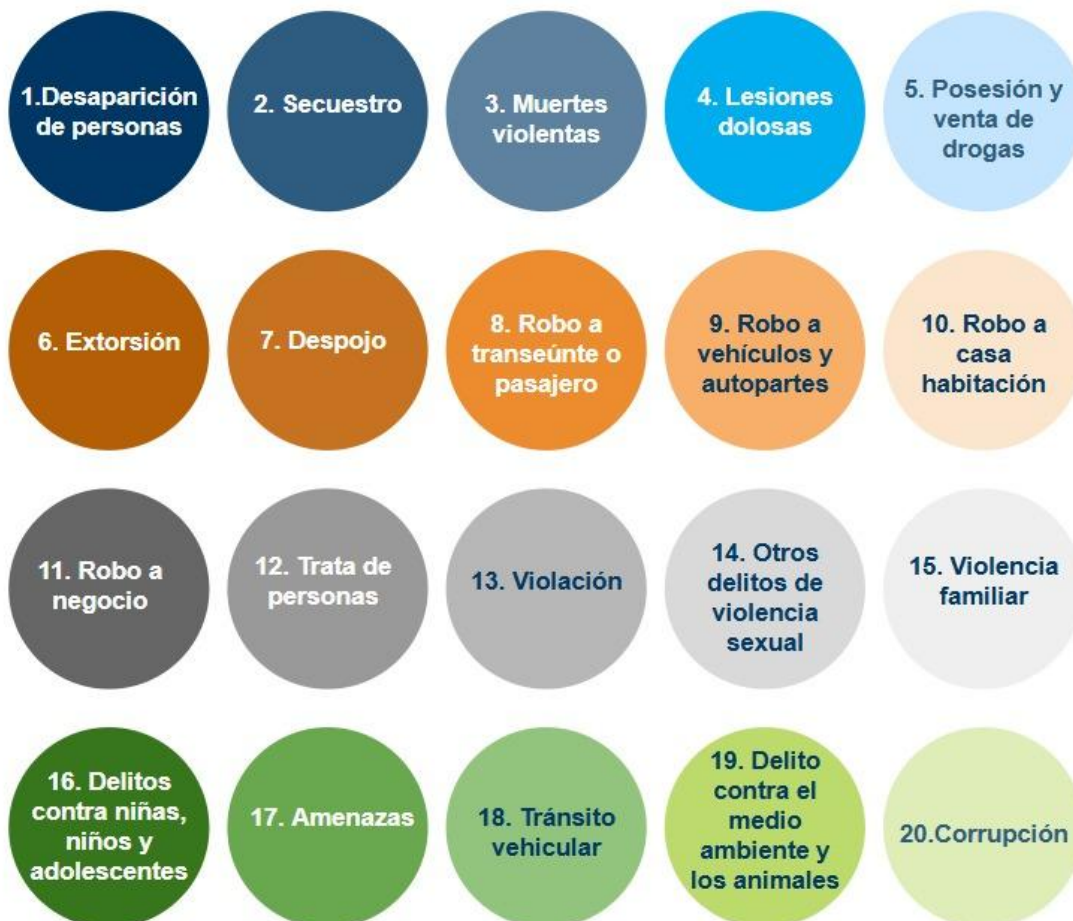 1.Desaparición
de personas
2. Secuestro
3. Muertes
violentas
4. Lesiones
dolosas
5. Posesión y
venta de
drogas
6. Extorsión
7. Despojo
8. Robo a
transeúnte o
pasajero
9. Robo a
vehículos y
autopartes
10. Robo a
casa
habitación
11. Robo a
negocio
12. Trata de
personas
13. Violación
14. Otros
delitos de
violencia
sexual
15. Violencia
familiar
16. Delitos
contra niñas,
niños y
adolescentes
17. Amenazas
18. Tránsito
vehicular
19. Delito
contra el
medio
ambiente y
los animales
20.Corrupción